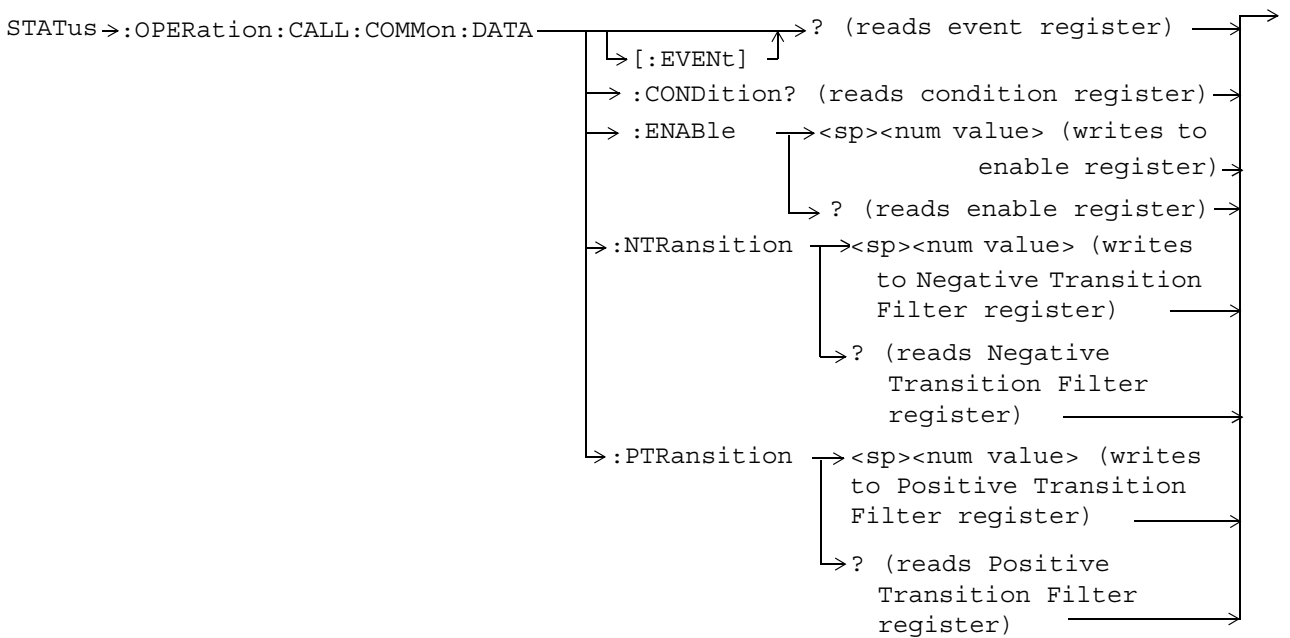 STATus:OPERation:CALL:COMMon:DATA ? (reads event register)
[:EVENt]
:CONDition? (reads condition register)
:ENABle <sp><num value> (writes to
enable register)
? (reads enable register)
:NTRansition <sp><num value> (writes
to Negative Transition
Filter register)
? (reads Negative
Transition Filter
register)
:PTRansition <sp><num value> (writes
to Positive Transition
Filter register)
? (reads Positive
Transition Filter
register)